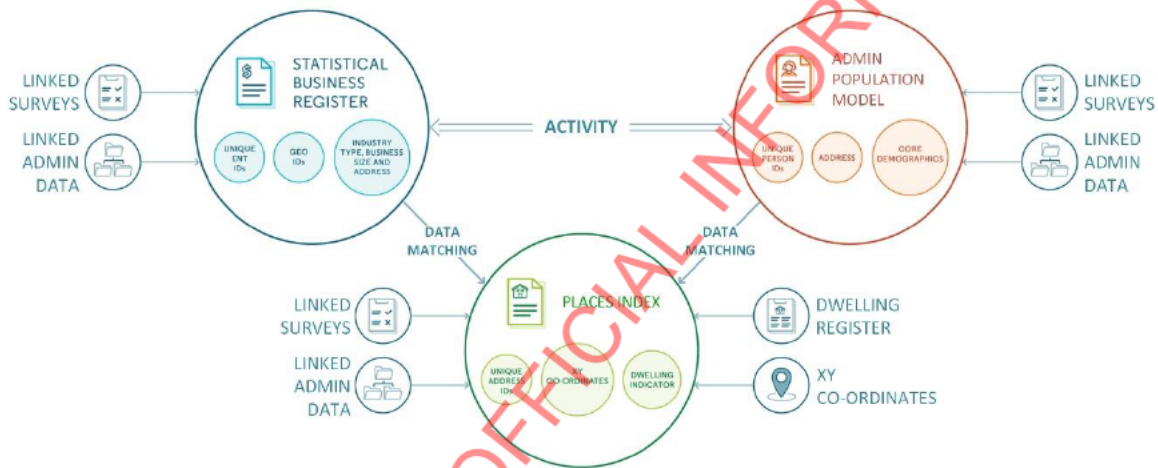 STATISTICAL
BUSINESS
REGISTER
$
UNIQUE
ENT
IDs
GEO
IDs
INDUSTRY
TYPE, BUSINESS
SIZE AND
ADDRESS
LINKED
SURVEYS
LINKED
ADMIN
DATA
ACTIVITY
ADMIN
POPULATION
MODEL
UNIQUE
PERSON
IDs
ADDRESS
CORE
DEMOGRAPHICS
LINKED
SURVEYS
LINKED
ADMIN
DATA
DATA
MATCHING
DATA
MATCHING
PLACES INDEX
UNIQUE
ADDRESS
IDs
XY
CO-ORDINATES
DWELLING
INDICATOR
LINKED
SURVEYS
LINKED
ADMIN
DATA
DWELLING
REGISTER
XY
CO-ORDINATES
OFFICIAL INFOR